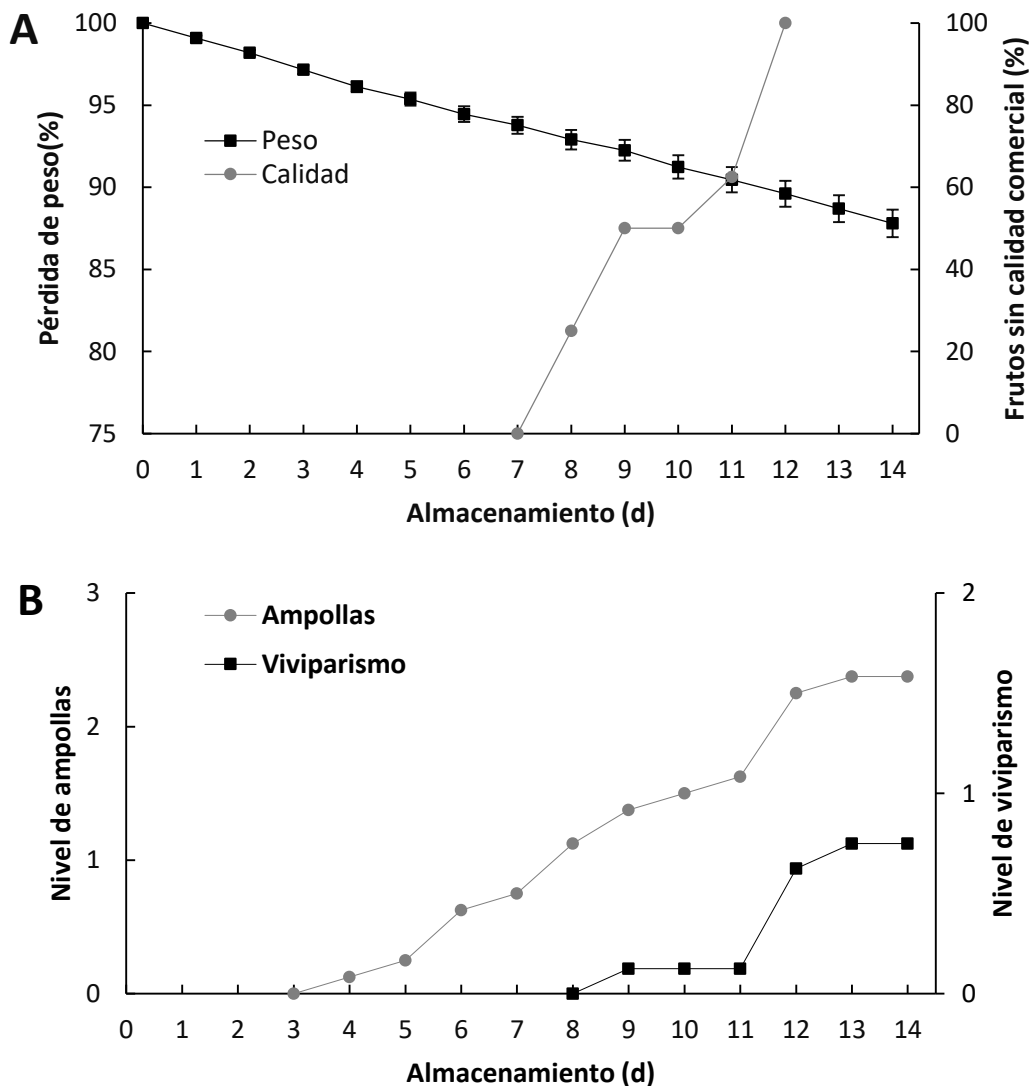 A
Pérdida de peso(%)
100
95
90
85
80
75
Peso
Calidad
100
80
60
40
20
0
Frutos sin calidad comercial (%)
0 1 2 3 4 5 6 7 8 9 10 11 12 13 14
Almacenamiento (d)
B
Nivel de ampollas
3
2
1
0
Ampollas
Viviparismo
2
1
0
Nivel de viviparismo
0 1 2 3 4 5 6 7 8 9 10 11 12 13 14
Almacenamiento (d)